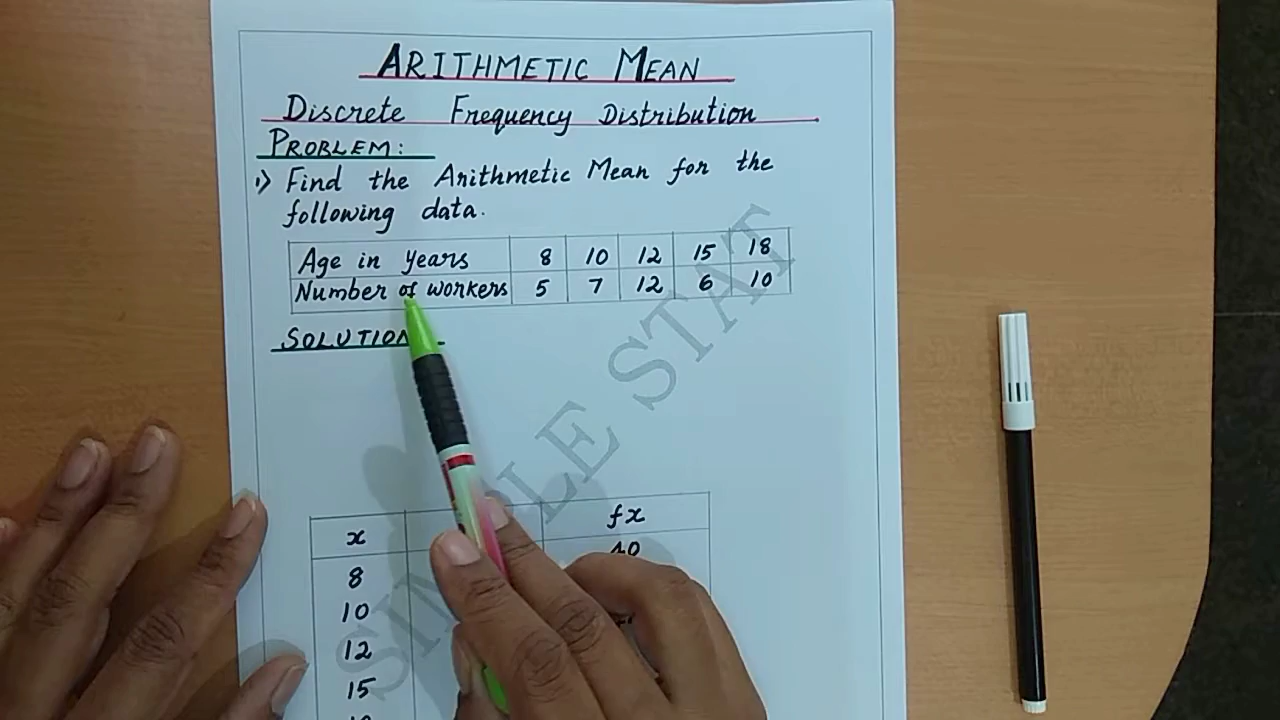 ARITHMETIC MEAN
Discrete Frequency Distribution
PROBLEM:
1) Find the Arithmetic Mean for the
following data.
Age in years 8 10 12 15 18
Number of workers 5 7 12 6 10
SOLUTION
x fx
8 40
10
12
15
SIMPLE STAT